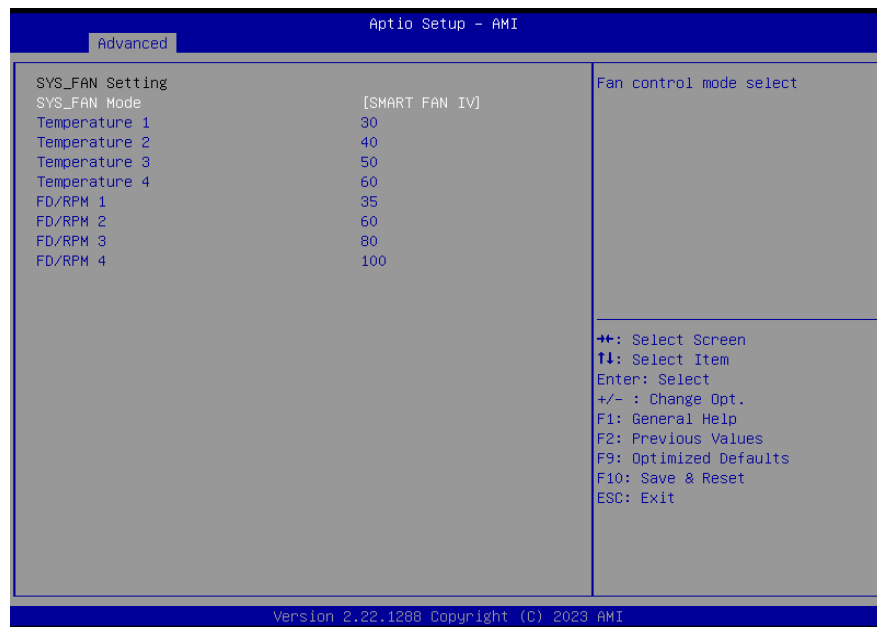 Aptio Setup – AMI
Advanced
SYS_FAN Setting
SYS_FAN Mode [SMART FAN IV]
Temperature 1 30
Temperature 2 40
Temperature 3 50
Temperature 4 60
FD/RPM 1 35
FD/RPM 2 60
FD/RPM 3 80
FD/RPM 4 100
Fan control mode select
→←: Select Screen
↑↓: Select Item
Enter: Select
+/- : Change Opt.
F1: General Help
F2: Previous Values
F9: Optimized Defaults
F10: Save & Reset
ESC: Exit
Version 2.22.1288 Copyright (C) 2023 AMI